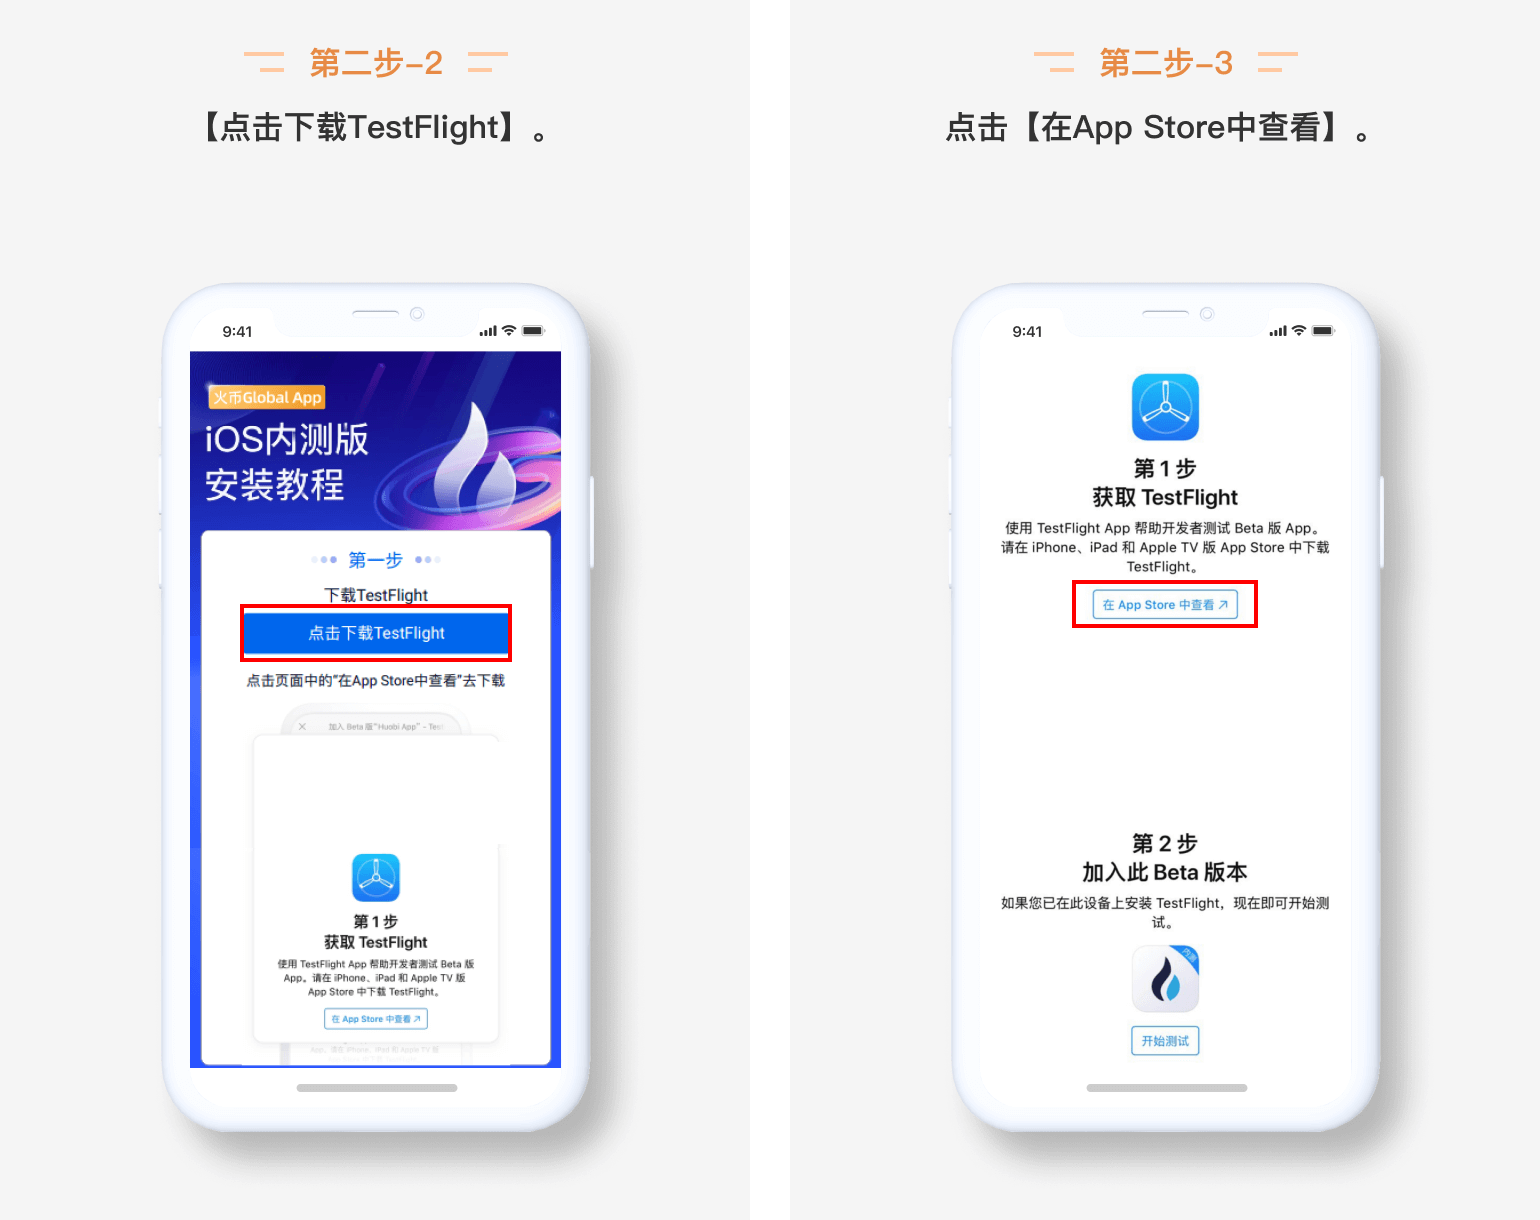 第二步-2
【点击下载TestFlight】。
9:41
火币Global App
iOS内测版
安装教程
第一步
下载TestFlight
点击下载TestFlight
点击页面中的"在App Store中查看"去下载
加入 Beta 版"Huobi App" - Test
第 1 步
获取 TestFlight
使用 TestFlight App 帮助开发者测试 Beta 版
App。请在 iPhone、iPad 和 Apple TV 版
App Store 中下载 TestFlight。
在 App Store 中查看
App。请在 iPhone、iPad 和 Apple TV 版
第二步-3
点击【在App Store中查看】。
9:41
第 1 步
获取 TestFlight
使用 TestFlight App 帮助开发者测试 Beta 版 App。
请在 iPhone、iPad 和 Apple TV 版 App Store 中下载
TestFlight。
在 App Store 中查看
第 2 步
加入此 Beta 版本
如果您已在此设备上安装 TestFlight，现在即可开始测
试。
内测
开始测试